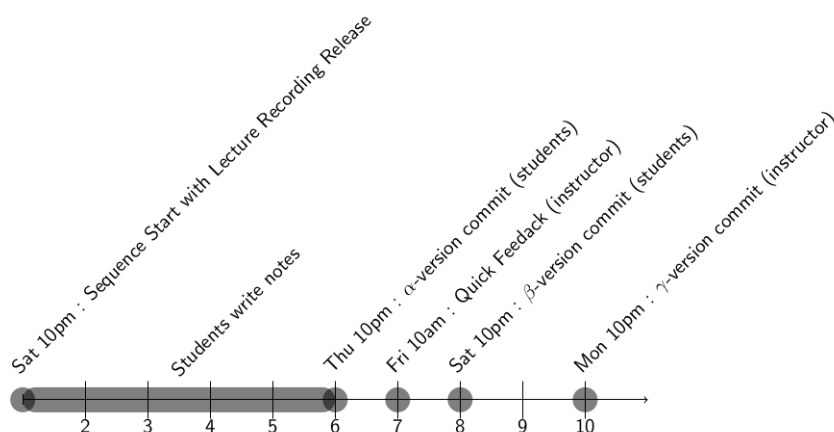 Sat 10pm : Sequence Start with Lecture Recording Release
Students write notes
Thu 10pm : α-version commit (students)
Fri 10am : Quick Feedack (instructor)
Sat 10pm : β-version commit (students)
Mon 10pm : γ-version commit (instructor)
2 3 4 5 6 7 8 9 10